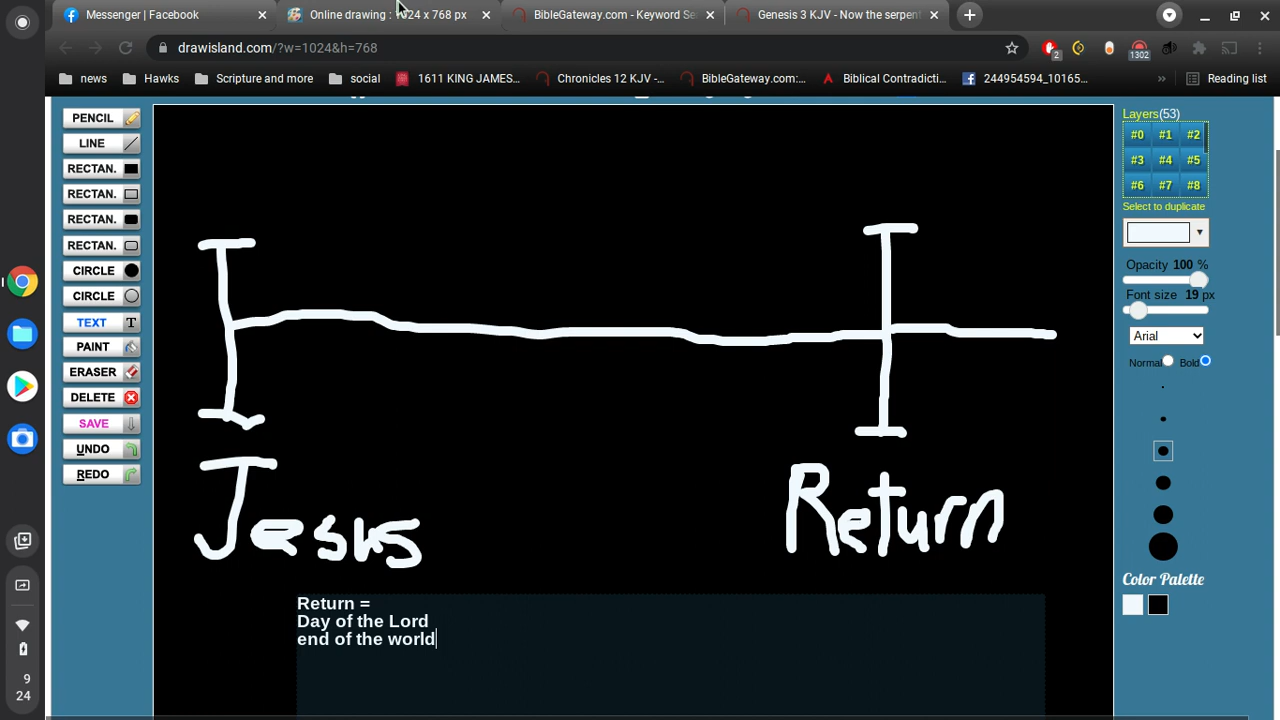 Messenger | Facebook
Online drawing : 1024 x 768 px
BibleGateway.com - Keyword Se
Genesis 3 KJV - Now the serpent
drawisland.com/?w=1024&h=768
2
1302
news
Hawks
Scripture and more
social
1611 KING JAMES...
Chronicles 12 KJV -...
BibleGateway.com:...
Biblical Contradicti...
244954594_10165...
»
Reading list
PENCIL
LINE
RECTAN.
RECTAN.
RECTAN.
RECTAN.
CIRCLE
CIRCLE
TEXT T
PAINT
ERASER
DELETE
SAVE
UNDO
REDO
Layers(53)
#0 #1 #2
#3 #4 #5
#6 #7 #8
Select to duplicate
Opacity 100 %
Font size 19 px
Arial
Normal Bold
Color Palette
Jesus
Return
Return =
Day of the Lord
end of the world
9
24